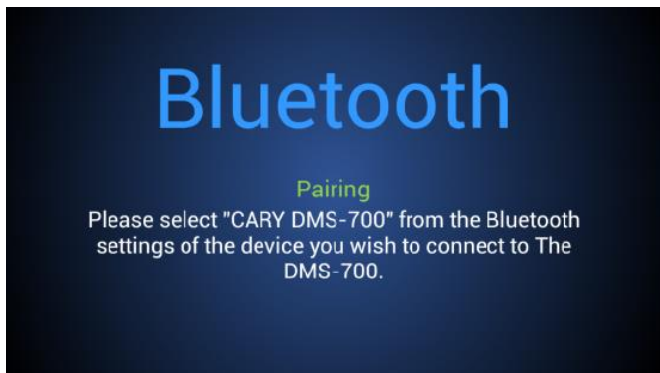 Bluetooth
Pairing
Please select "CARY DMS-700" from the Bluetooth
settings of the device you wish to connect to The
DMS-700.